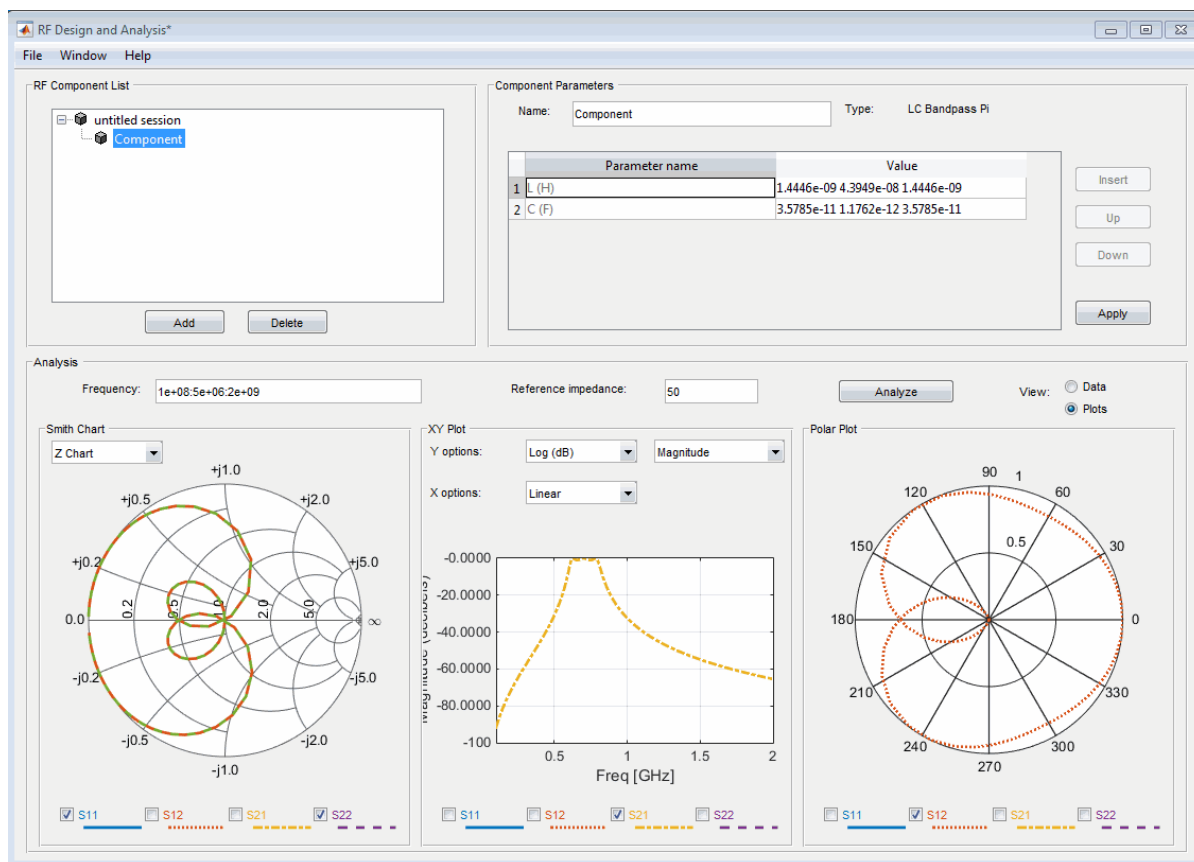 RF Design and Analysis*
File Window Help
RF Component List
untitled session
Component
Add Delete
Component Parameters
Name: Component Type: LC Bandpass Pi
Parameter name Value
1 L (H) 1.4446e-09 4.3949e-08 1.4446e-09
2 C (F) 3.5785e-11 1.1762e-12 3.5785e-11
Insert
Up
Down
Apply
Analysis
Frequency: 1e+08:5e+06:2e+09 Reference impedance: 50 Analyze View: Data
Plots
Smith Chart
Z Chart
+j1.0
+j0.5 +j2.0
+j0.2 +j5.0
0.0 0.2 0.5 1.0 2.0 5.0 ∞
-j0.2 -j5.0
-j0.5 -j2.0
-j1.0
S11 S12 S21 S22
XY Plot
Y options: Log (dB) Magnitude
X options: Linear
Magnitude (decibels)
-0.0000
-20.0000
-40.0000
-60.0000
-80.0000
-100
0.5 1 1.5 2
Freq [GHz]
S11 S12 S21 S22
Polar Plot
90 1
120 60
150 0.5 30
180 0
210 330
240 300
270
S11 S12 S21 S22